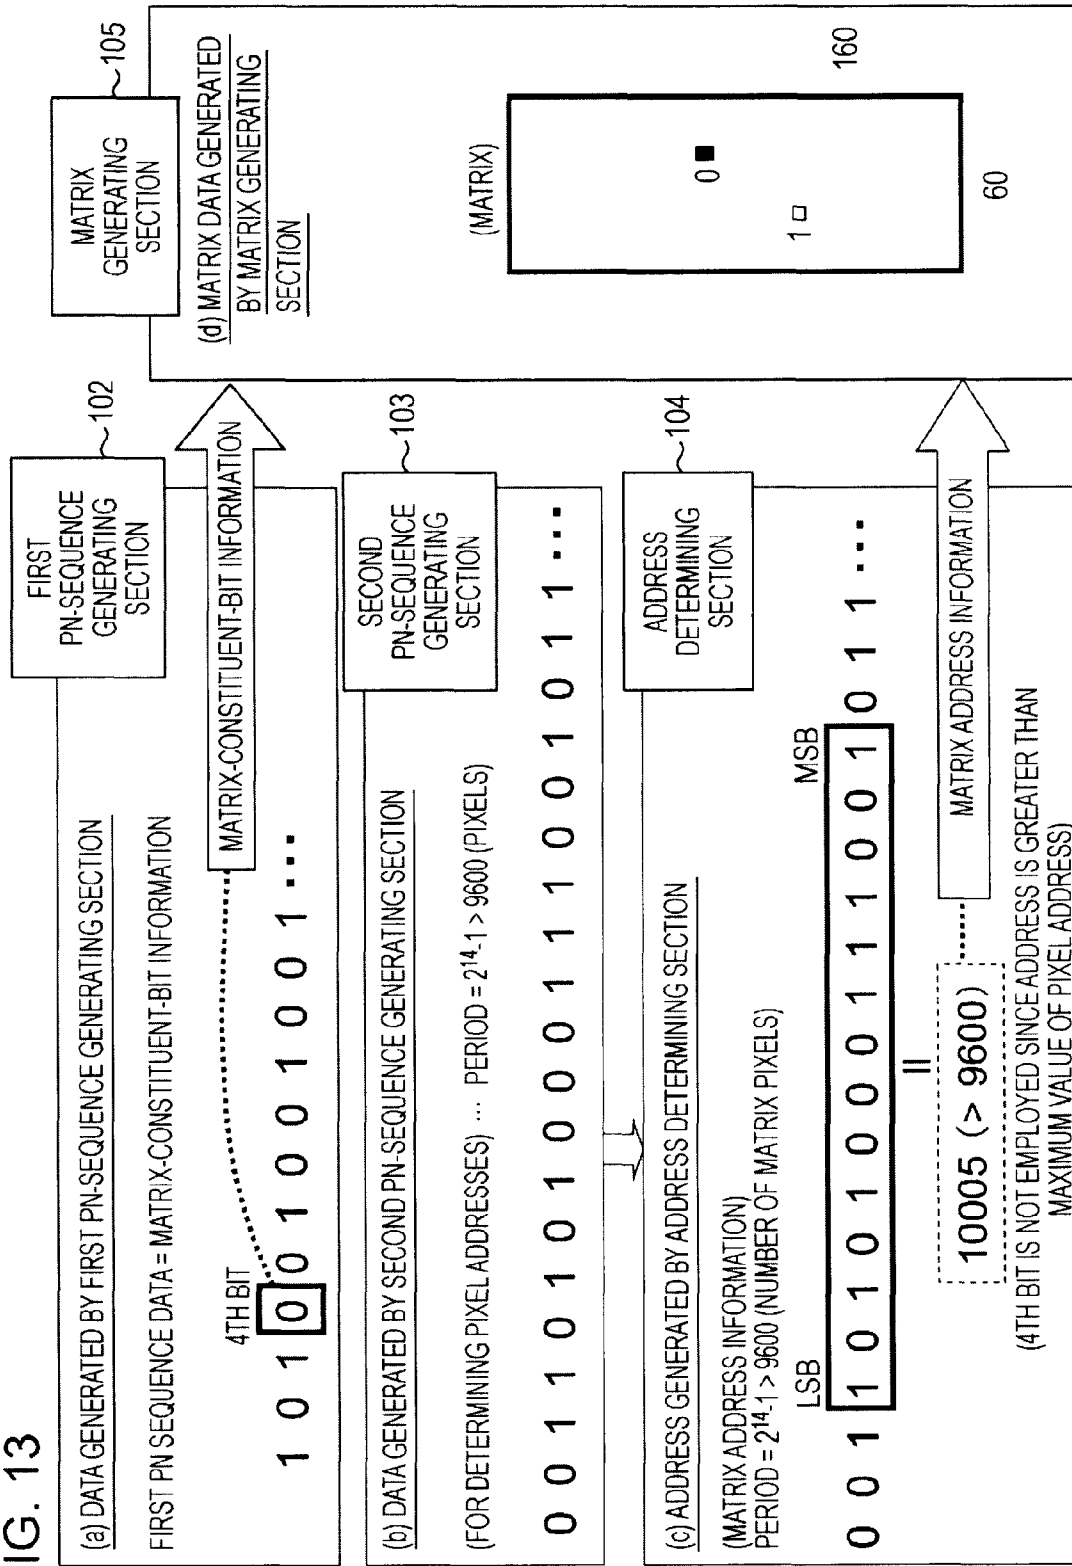 IG. 13
FIRST
PN-SEQUENCE
GENERATING
SECTION
~102
(a) DATA GENERATED BY FIRST PN-SEQUENCE GENERATING SECTION
FIRST PN SEQUENCE DATA = MATRIX-CONSTITUENT-BIT INFORMATION
4TH BIT
1 0 1 0 0 1 0 0 1 0 0 1 ...
MATRIX-CONSTITUENT-BIT INFORMATION
SECOND
PN-SEQUENCE
GENERATING
SECTION
~103
(b) DATA GENERATED BY SECOND PN-SEQUENCE GENERATING SECTION
(FOR DETERMINING PIXEL ADDRESSES) ... PERIOD = 2¹⁴-1 > 9600 (PIXELS)
0 0 1 1 0 1 0 1 0 0 0 1 1 1 0 0 1 0 1 1 ...
ADDRESS
DETERMINING
SECTION
~104
(c) ADDRESS GENERATED BY ADDRESS DETERMINING SECTION
(MATRIX ADDRESS INFORMATION)
PERIOD = 2¹⁴-1 > 9600 (NUMBER OF MATRIX PIXELS)
LSB MSB
0 0 1 1 0 1 0 1 0 0 0 1 1 1 0 0 1 0 1 1 ...
=
10005 (> 9600)
MATRIX ADDRESS INFORMATION
(4TH BIT IS NOT EMPLOYED SINCE ADDRESS IS GREATER THAN
MAXIMUM VALUE OF PIXEL ADDRESS)
MATRIX
GENERATING
SECTION
~105
(d) MATRIX DATA GENERATED
BY MATRIX GENERATING
SECTION
(MATRIX)
0
1
160
60